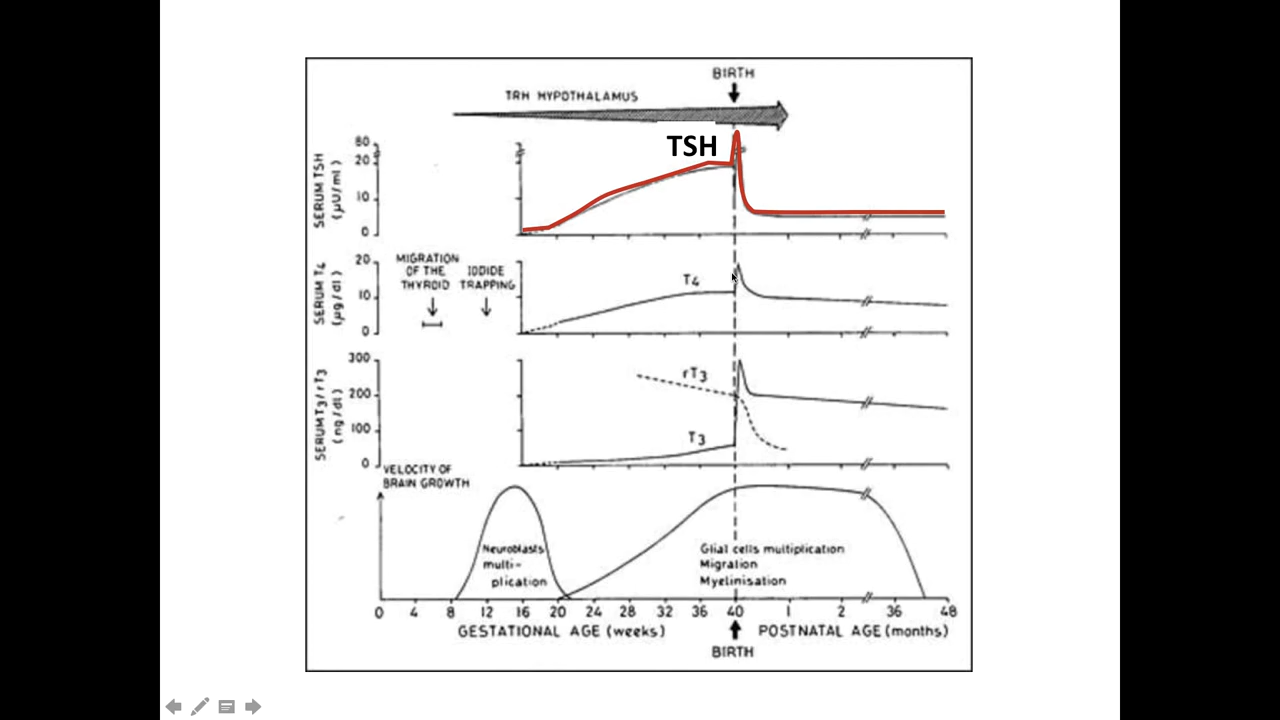 BIRTH
TRH HYPOTHALAMUS
TSH
SERUM TSH
(µU/ml)
80
20
10
0
MIGRATION
OF THE
THYROID
IODIDE
TRAPPING
SERUM T4
(µg/dl)
20
10
0
T4
SERUM T3/rT3
(ng/dl)
300
200
100
0
rT3
T3
VELOCITY OF
BRAIN GROWTH
Neuroblasts
multi-
plication
Glial cells multiplication
Migration
Myelinisation
0 4 8 12 16 20 24 28 32 36 40 1 2 36 48
GESTATIONAL AGE (weeks) POSTNATAL AGE (months)
BIRTH